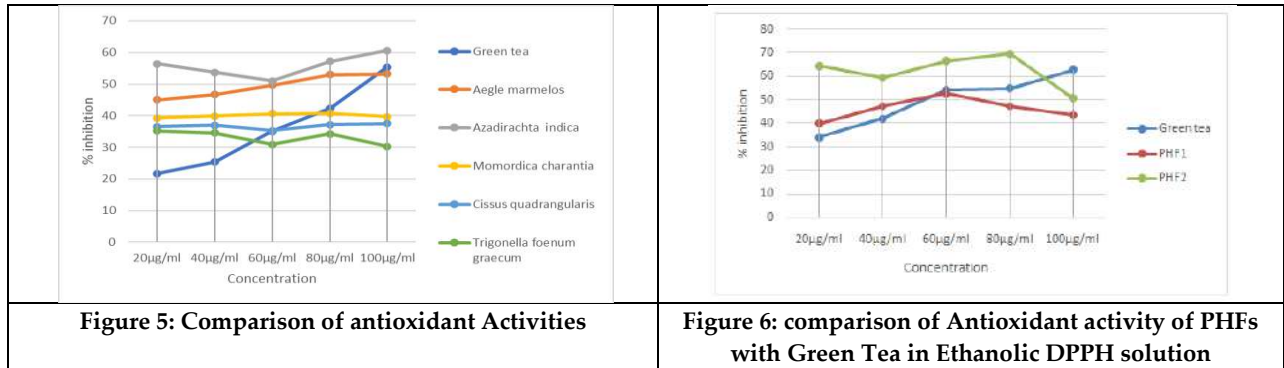 70
60
50
40
30
20
10
0
% inhibition
20µg/ml 40µg/ml 60µg/ml 80µg/ml 100µg/ml
Concentration
Green tea
Aegle marmelos
Azadirachta indica
Momordica charantia
Cissus quadrangularis
Trigonella foenum
graecum
Figure 5: Comparison of antioxidant Activities
80
70
60
50
40
30
20
10
0
% inhibition
20µg/ml 40µg/ml 60µg/ml 80µg/ml 100µg/ml
Concentration
Green tea
PHF1
PHF2
Figure 6: comparison of Antioxidant activity of PHFs
with Green Tea in Ethanolic DPPH solution